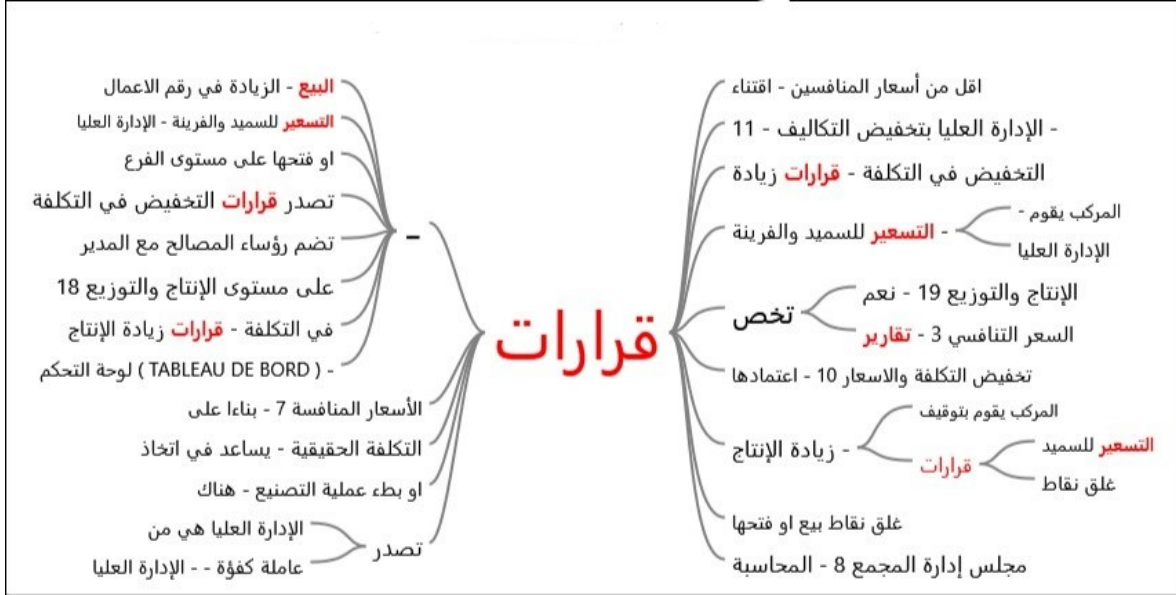 قرارات
اقل من أسعار المنافسين - اقتناء
- الإدارة العليا بتخفيض التكاليف - 11
التخفيض في التكلفة - قرارات زيادة
- التسعير للسميد والفرينة
المركب يقوم -
الإدارة العليا
تخص
الإنتاج والتوزيع 19 - نعم
السعر التنافسي 3 - تقارير
تخفيض التكلفة والاسعار 10 - اعتمادها
- زيادة الإنتاج
المركب يقوم بتوقيف
قرارات
التسعير للسميد
غلق نقاط
غلق نقاط بيع او فتحها
مجلس إدارة المجمع 8 - المحاسبة
-
البيع - الزيادة في رقم الاعمال
التسعير للسميد والفرينة - الإدارة العليا
او فتحها على مستوى الفرع
تصدر قرارات التخفيض في التكلفة
تضم رؤساء المصالح مع المدير
على مستوى الإنتاج والتوزيع 18
في التكلفة - قرارات زيادة الإنتاج
- ( TABLEAU DE BORD ) لوحة التحكم
الأسعار المنافسة 7 - بناءا على
التكلفة الحقيقية - يساعد في اتخاذ
او بطء عملية التصنيع - هناك
تصدر
الإدارة العليا هي من
عاملة كفؤة - - الإدارة العليا